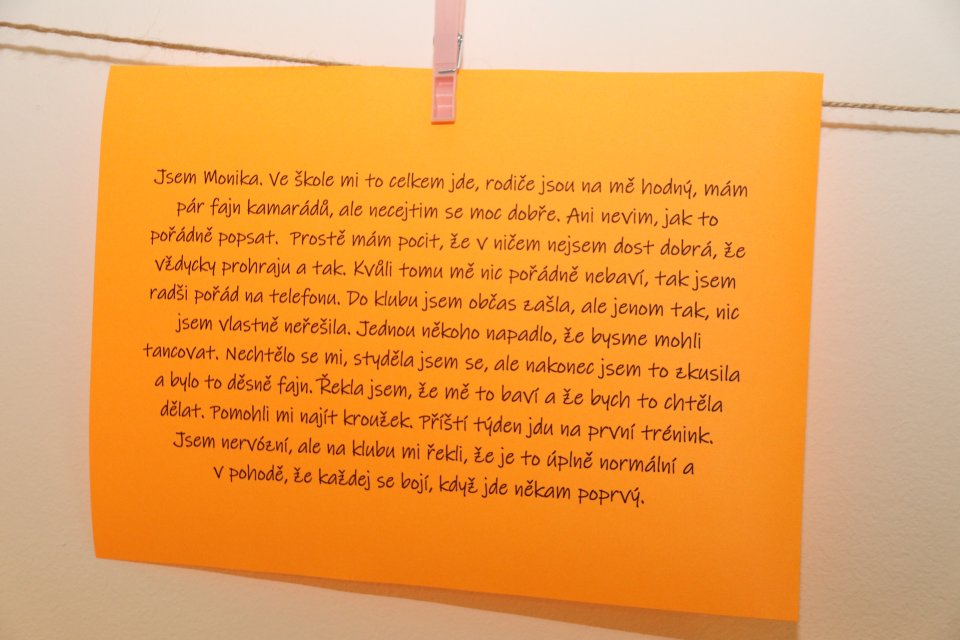 Jsem Monika. Ve škole mi to celkem jde, rodiče jsou na mě hodný, mám
pár fajn kamarádů, ale necejtim se moc dobře. Ani nevim, jak to
pořádně popsat. Prostě mám pocit, že v ničem nejsem dost dobrá, že
vždycky prohraju a tak. Kvůli tomu mě nic pořádně nebaví, tak jsem
radši pořád na telefonu. Do klubu jsem občas zašla, ale jenom tak, nic
jsem vlastně neřešila. Jednou někoho napadlo, že bysme mohli
tancovat. Nechtělo se mi, styděla jsem se, ale nakonec jsem to zkusila
a bylo to děsně fajn. Řekla jsem, že mě to baví a že bych to chtěla
dělat. Pomohli mi najít kroužek. Příští týden jdu na první trénink.
Jsem nervózní, ale na klubu mi řekli, že je to úplně normální a
v pohodě, že každej se bojí, když jde někam poprvý.